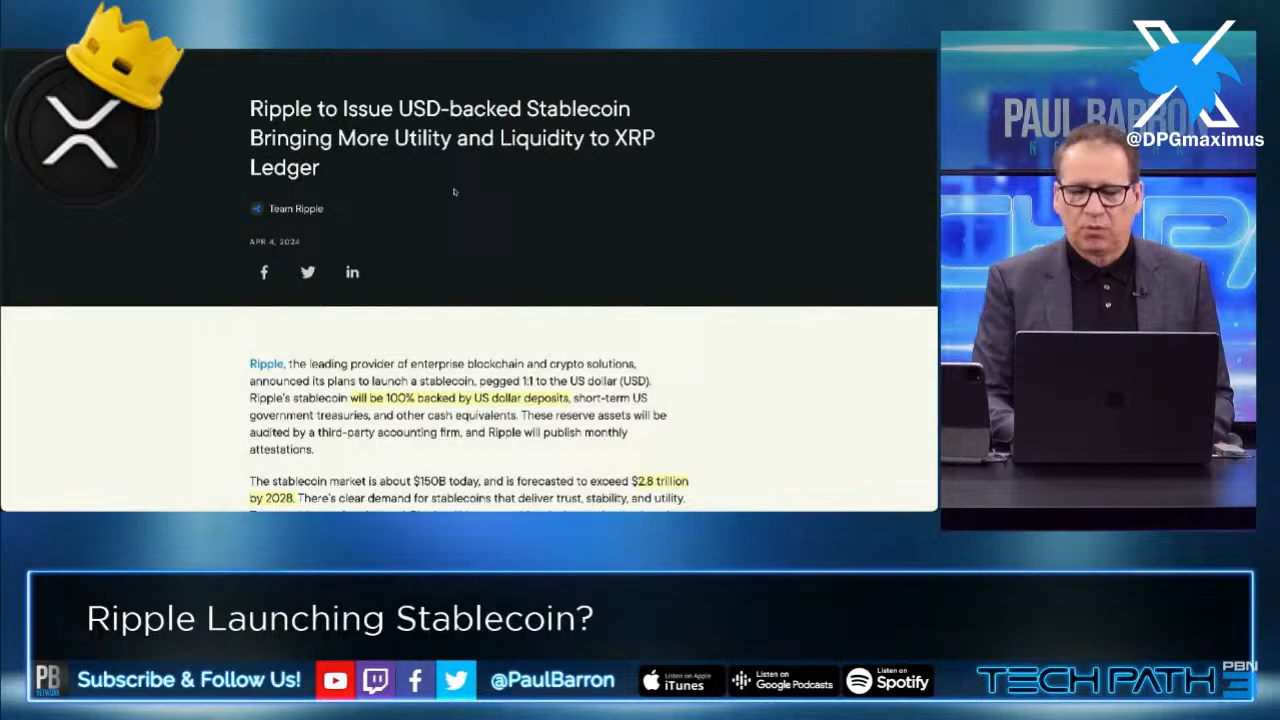 Ripple to Issue USD-backed Stablecoin
Bringing More Utility and Liquidity to XRP
Ledger
Team Ripple
APR 4, 2024
Ripple, the leading provider of enterprise blockchain and crypto solutions,
announced its plans to launch a stablecoin, pegged 1:1 to the US dollar (USD).
Ripple's stablecoin will be 100% backed by US dollar deposits, short-term US
government treasuries, and other cash equivalents. These reserve assets will be
audited by a third-party accounting firm, and Ripple will publish monthly
attestations.
The stablecoin market is about $150B today, and is forecasted to exceed $2.8 trillion
by 2028. There's clear demand for stablecoins that deliver trust, stability, and utility.
PAUL BARRON
@DPGmaximus
Ripple Launching Stablecoin?
PB
NETWORK
Subscribe & Follow Us!
@PaulBarron
Listen on Apple
iTunes
Listen on
Google Podcasts
Listen on
Spotify
TECH PATH
PBN
3